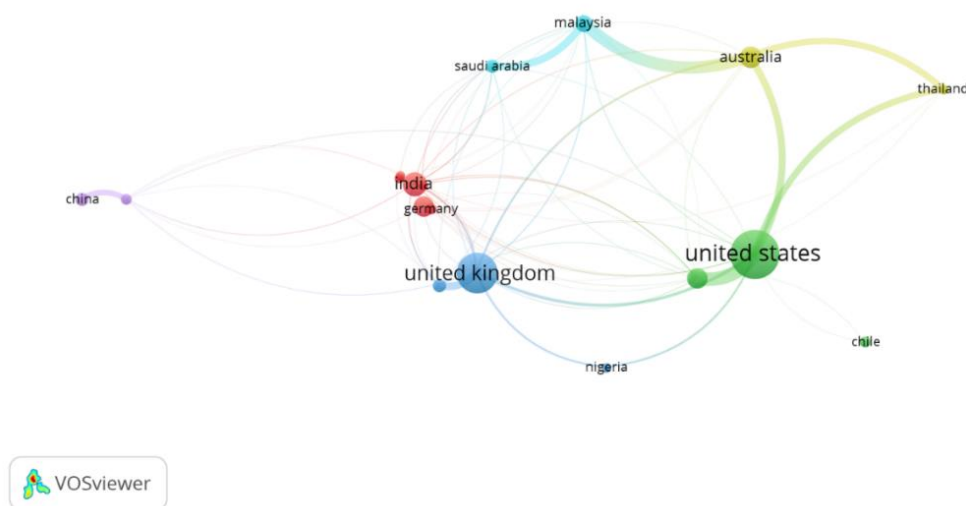 malaysia
australia
saudi arabia
thailand
india
china
germany
united states
united kingdom
chile
nigeria
VOSviewer